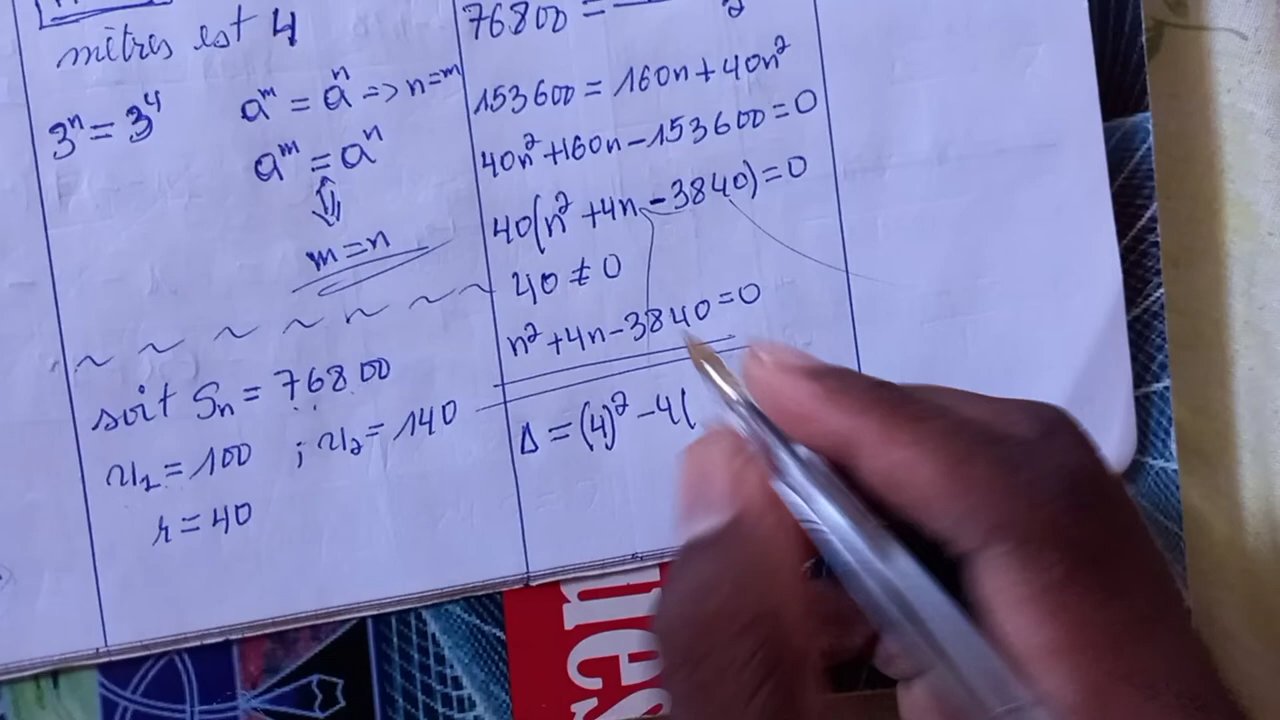 mètres est 4
3ⁿ = 3⁴
aᵐ = aⁿ => n=m
aᵐ = aⁿ
⇕
m=n
soit Sₙ = 76800
u₁ = 100 ; u₂ = 140
r = 40
76800 = 2
153600 = 160n + 40n²
40n² + 160n - 153600 = 0
40(n² + 4n - 3840) = 0
40 ≠ 0
n² + 4n - 3840 = 0
Δ = (4)² - 4(
ues